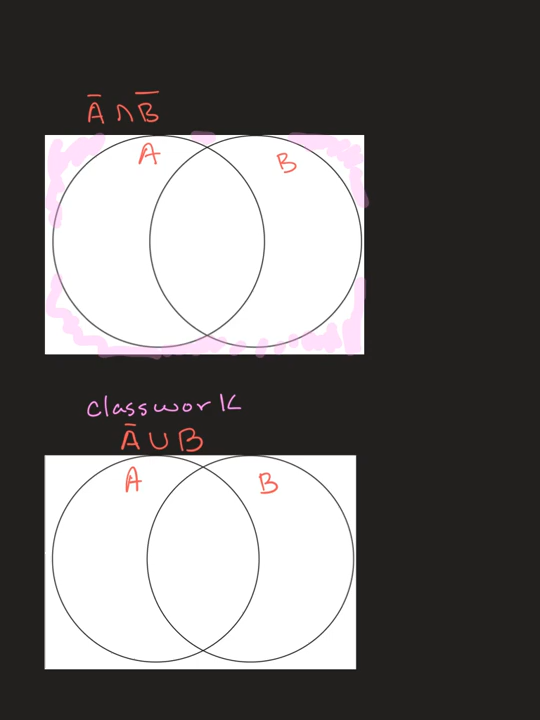 A̅ ∩ B̅
A B
classwork
A̅ ∪ B
A B